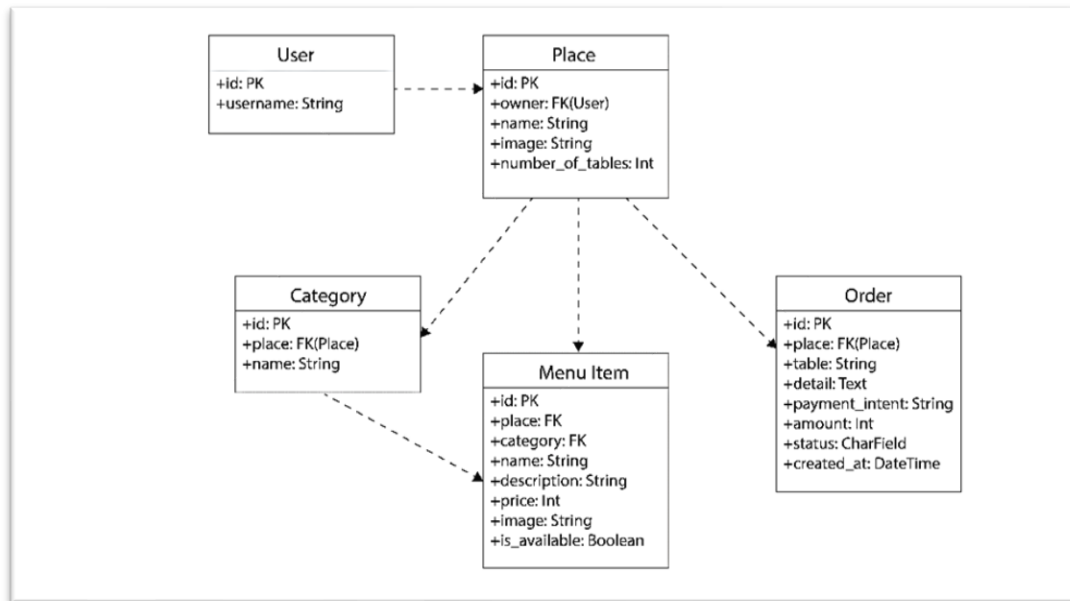 User
+id: PK
+username: String
Place
+id: PK
+owner: FK(User)
+name: String
+image: String
+number_of_tables: Int
Category
+id: PK
+place: FK(Place)
+name: String
Menu Item
+id: PK
+place: FK
+category: FK
+name: String
+description: String
+price: Int
+image: String
+is_available: Boolean
Order
+id: PK
+place: FK(Place)
+table: String
+detail: Text
+payment_intent: String
+amount: Int
+status: CharField
+created_at: DateTime